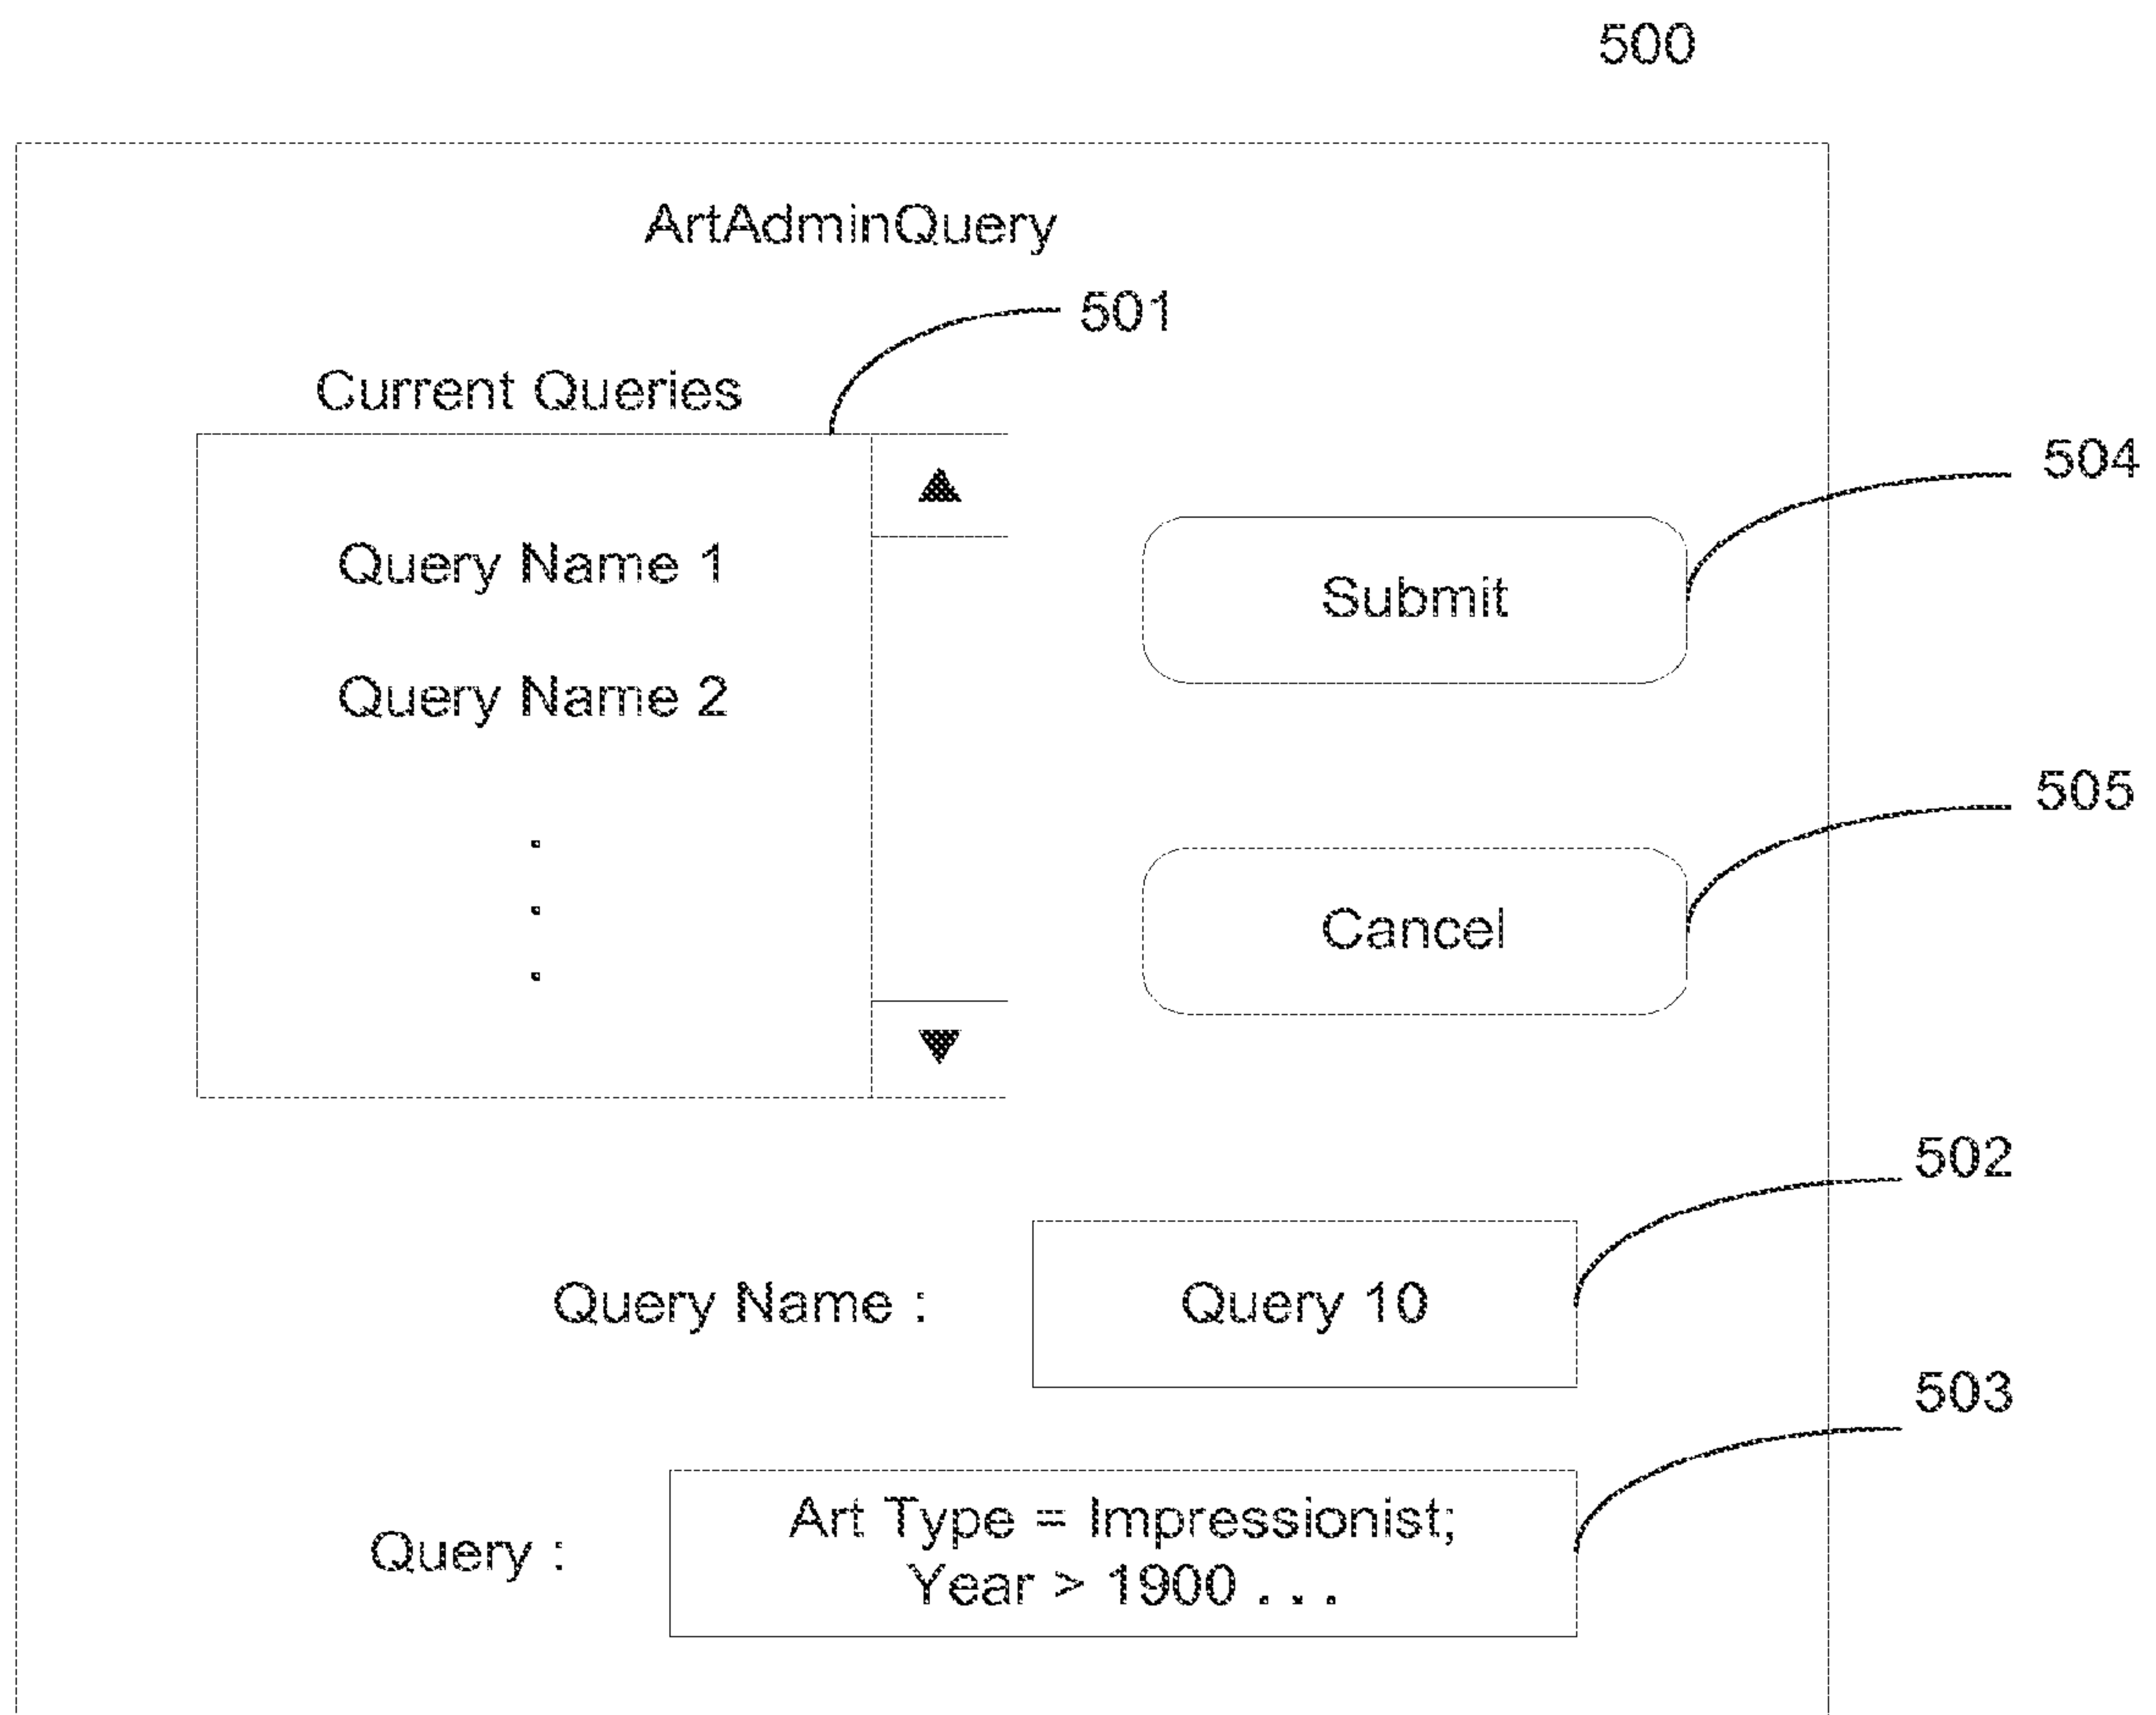 500
ArtAdminQuery
501
Current Queries
504
Query Name 1
Submit
Query Name 2
505
Cancel
502
Query Name : Query 10
503
Art Type = Impressionist;
Query :
Year > 1900 . . .